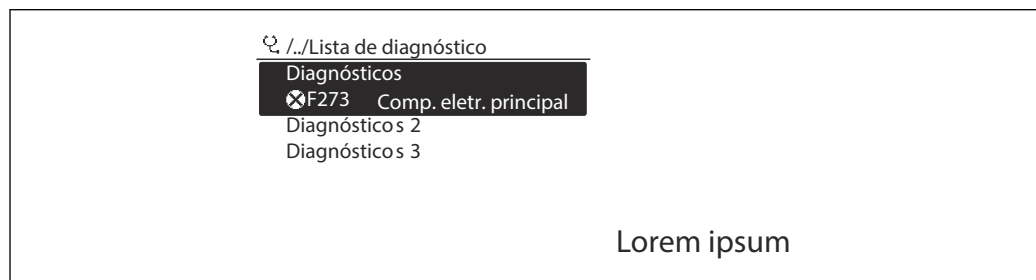 /../Lista de diagnóstico
Diagnósticos
F273 Comp. eletr. principal
Diagnósticos 2
Diagnósticos 3
Lorem ipsum